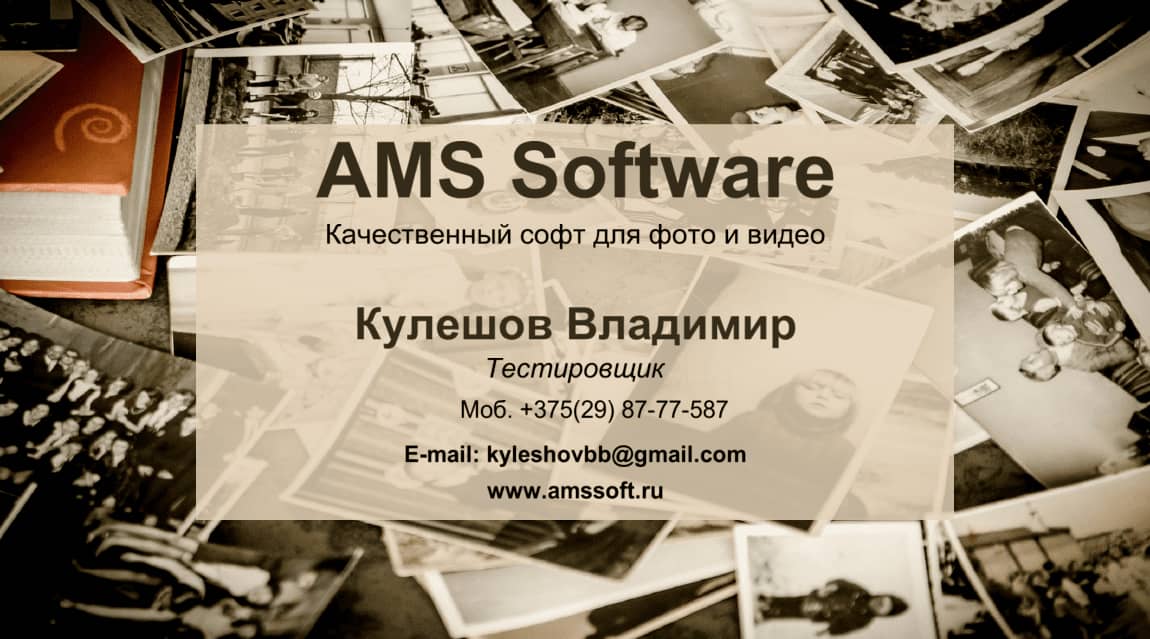 AMS Software
Качественный софт для фото и видео
Кулешов Владимир
Тестировщик
Моб. +375(29) 87-77-587
E-mail: kyleshovbb@gmail.com
www.amssoft.ru